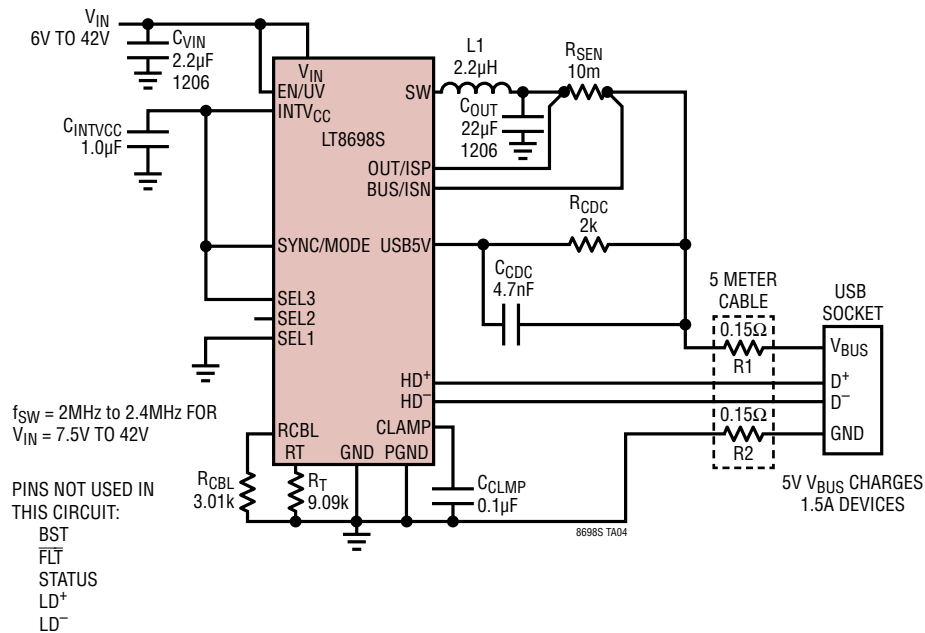 VIN
6V TO 42V
CVIN
2.2µF
1206
CINTVCC
1.0µF
VIN
EN/UV
INTVCC
LT8698S
SW
OUT/ISP
BUS/ISN
SYNC/MODE
USB5V
SEL3
SEL2
SEL1
HD+
HD−
CLAMP
RCBL
RT
GND
PGND
L1
2.2µH
COUT
22µF
1206
RSEN
10m
RCDC
2k
CCDC
4.7nF
5 METER
CABLE
0.15Ω
R1
0.15Ω
R2
USB
SOCKET
VBUS
D+
D−
GND
5V VBUS CHARGES
1.5A DEVICES
fSW = 2MHz to 2.4MHz FOR
VIN = 7.5V TO 42V
RCBL
3.01k
RT
9.09k
CCLMP
0.1µF
8698S TA04
PINS NOT USED IN
THIS CIRCUIT:
BST
F̅L̅T̅
STATUS
LD+
LD−